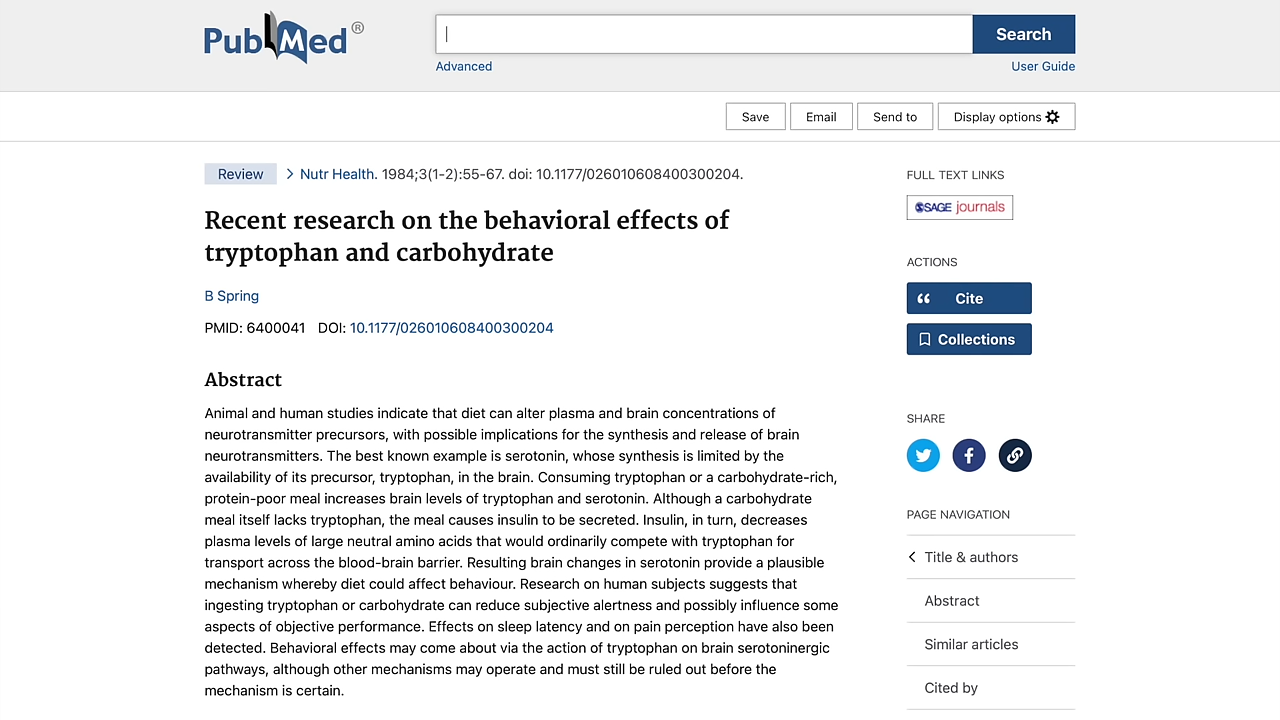 PubMed®
Search
Advanced
User Guide
Save
Email
Send to
Display options
Review
Nutr Health. 1984;3(1-2):55-67. doi: 10.1177/026010608400300204.
Recent research on the behavioral effects of
tryptophan and carbohydrate
B Spring
PMID: 6400041 DOI: 10.1177/026010608400300204
Abstract
Animal and human studies indicate that diet can alter plasma and brain concentrations of
neurotransmitter precursors, with possible implications for the synthesis and release of brain
neurotransmitters. The best known example is serotonin, whose synthesis is limited by the
availability of its precursor, tryptophan, in the brain. Consuming tryptophan or a carbohydrate-rich,
protein-poor meal increases brain levels of tryptophan and serotonin. Although a carbohydrate
meal itself lacks tryptophan, the meal causes insulin to be secreted. Insulin, in turn, decreases
plasma levels of large neutral amino acids that would ordinarily compete with tryptophan for
transport across the blood-brain barrier. Resulting brain changes in serotonin provide a plausible
mechanism whereby diet could affect behaviour. Research on human subjects suggests that
ingesting tryptophan or carbohydrate can reduce subjective alertness and possibly influence some
aspects of objective performance. Effects on sleep latency and on pain perception have also been
detected. Behavioral effects may come about via the action of tryptophan on brain serotoninergic
pathways, although other mechanisms may operate and must still be ruled out before the
mechanism is certain.
FULL TEXT LINKS
SAGE journals
ACTIONS
Cite
Collections
SHARE
PAGE NAVIGATION
Title & authors
Abstract
Similar articles
Cited by